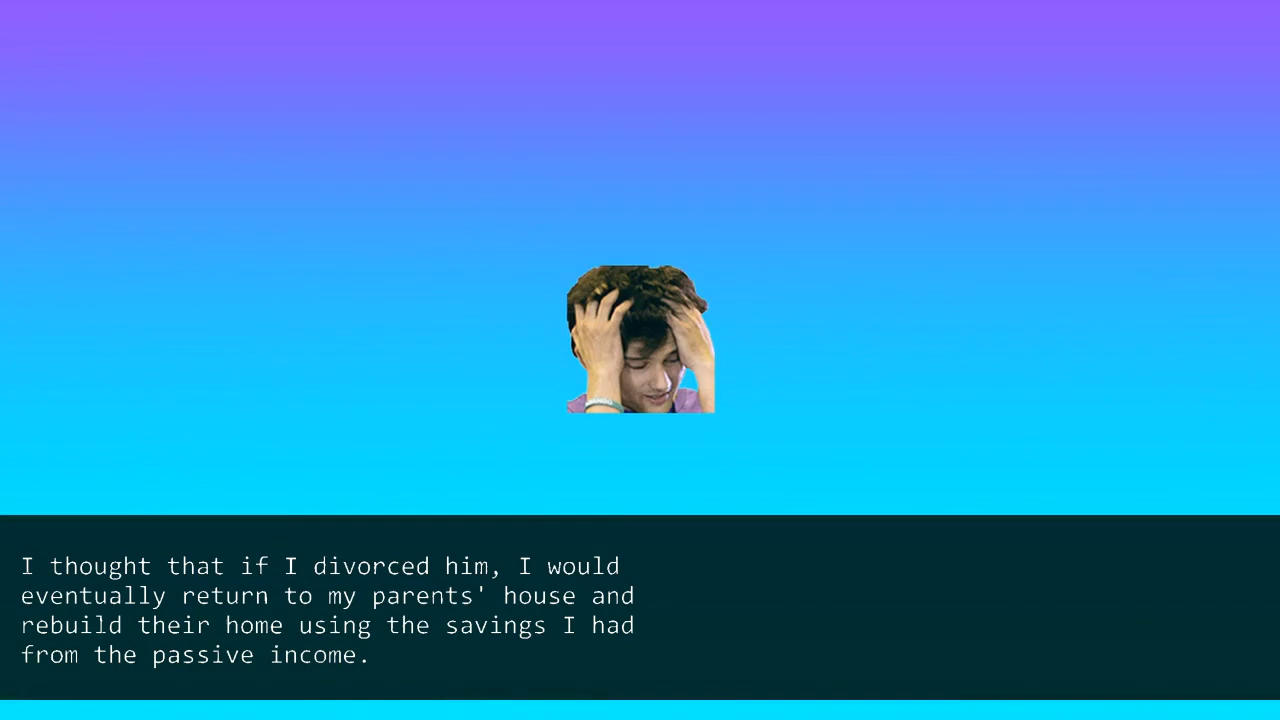 I thought that if I divorced him, I would
eventually return to my parents' house and
rebuild their home using the savings I had
from the passive income.